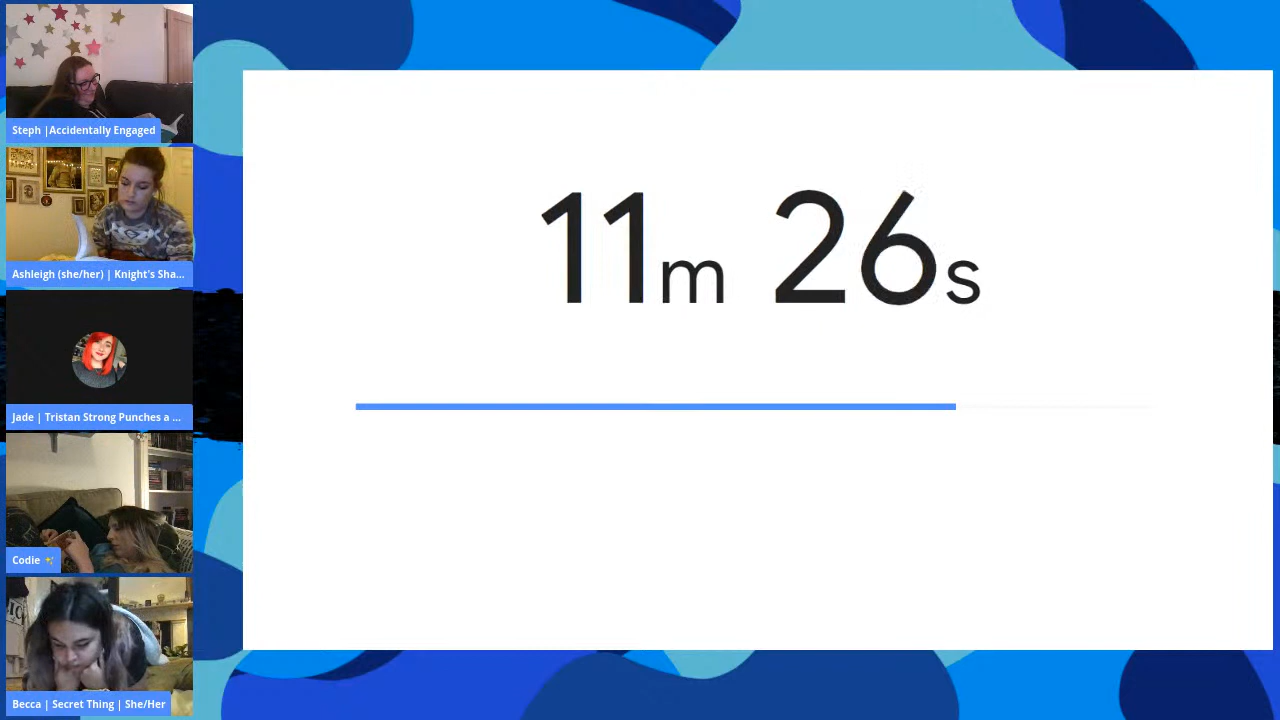 Steph |Accidentally Engaged
11m 26s
Ashleigh (she/her) | Knight's Sha...
Jade | Tristan Strong Punches a ...
Codie ✨
Becca | Secret Thing | She/Her